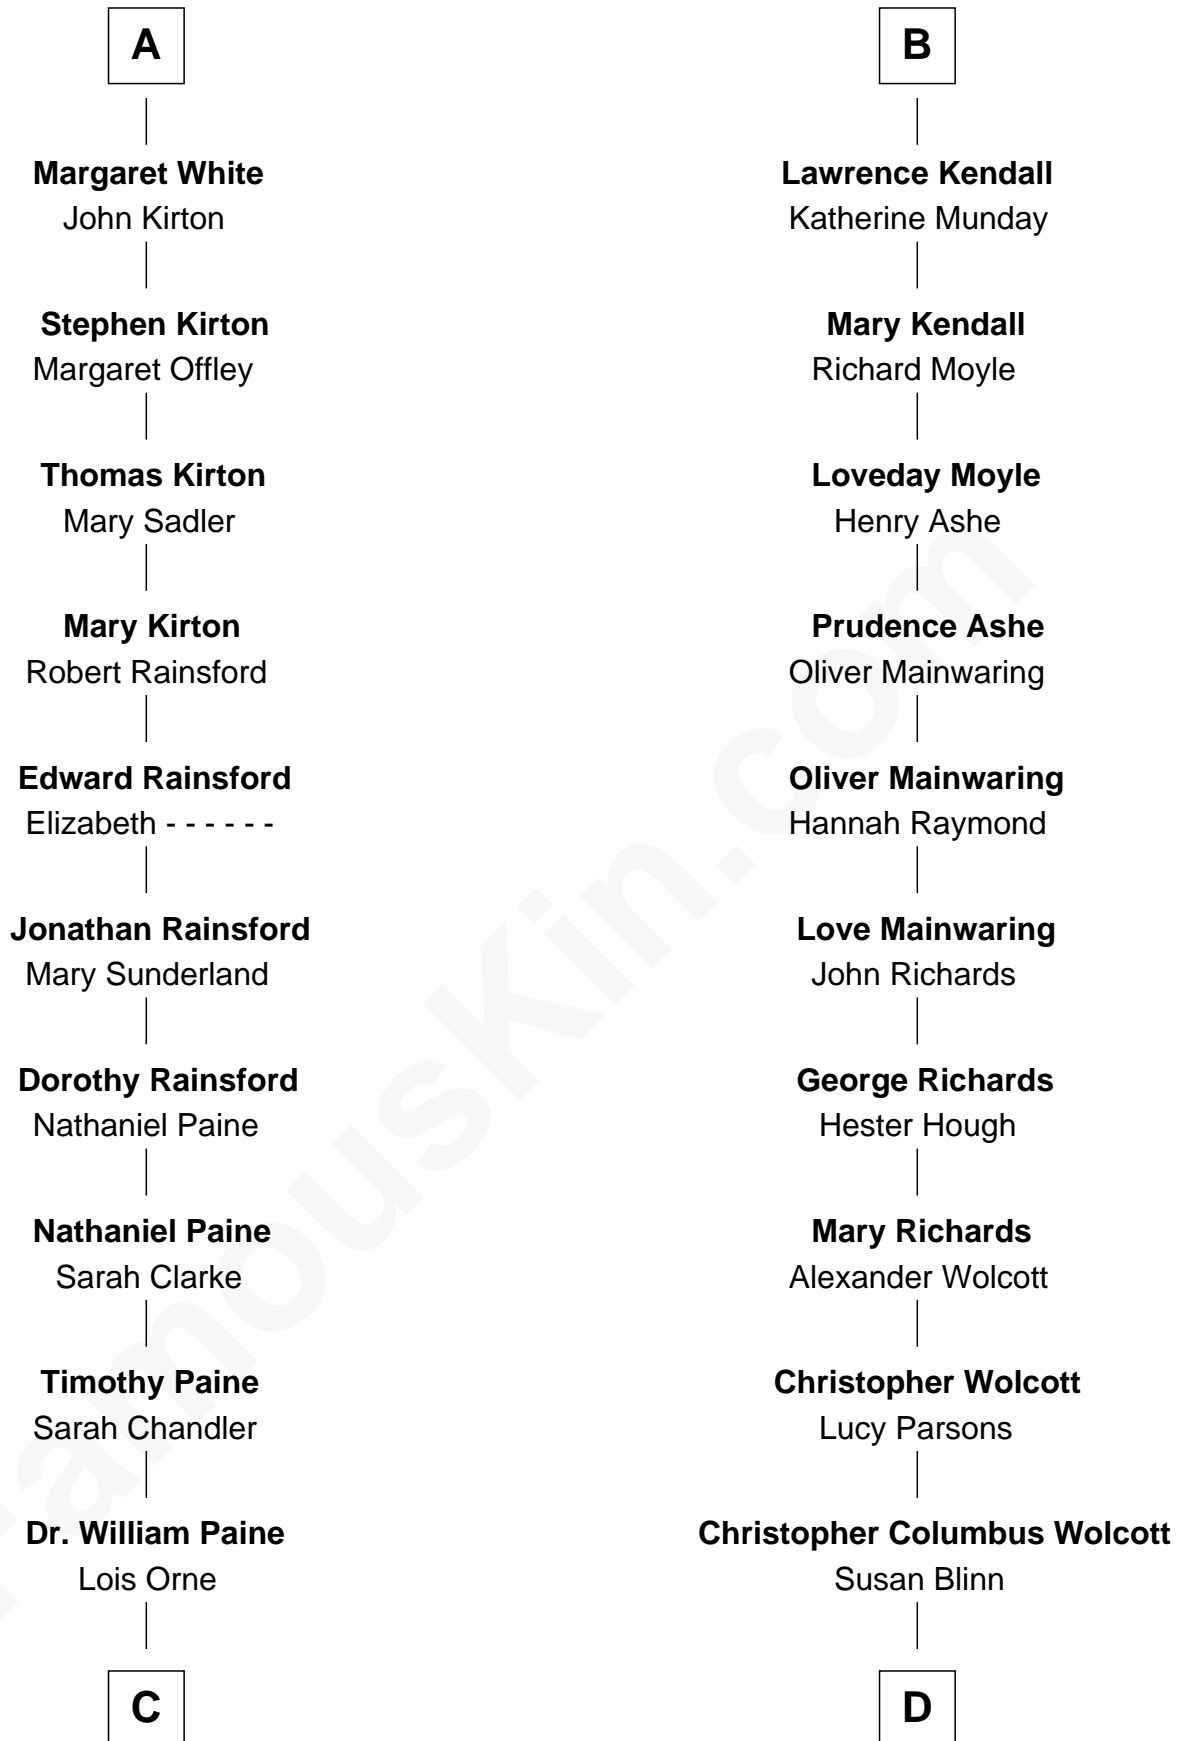 A
Margaret White
John Kirton
Stephen Kirton
Margaret Offley
Thomas Kirton
Mary Sadler
Mary Kirton
Robert Rainsford
Edward Rainsford
Elizabeth - - - - - -
Jonathan Rainsford
Mary Sunderland
Dorothy Rainsford
Nathaniel Paine
Nathaniel Paine
Sarah Clarke
Timothy Paine
Sarah Chandler
Dr. William Paine
Lois Orne
C
B
Lawrence Kendall
Katherine Munday
Mary Kendall
Richard Moyle
Loveday Moyle
Henry Ashe
Prudence Ashe
Oliver Mainwaring
Oliver Mainwaring
Hannah Raymond
Love Mainwaring
John Richards
George Richards
Hester Hough
Mary Richards
Alexander Wolcott
Christopher Wolcott
Lucy Parsons
Christopher Columbus Wolcott
Susan Blinn
D
FamousKin.com